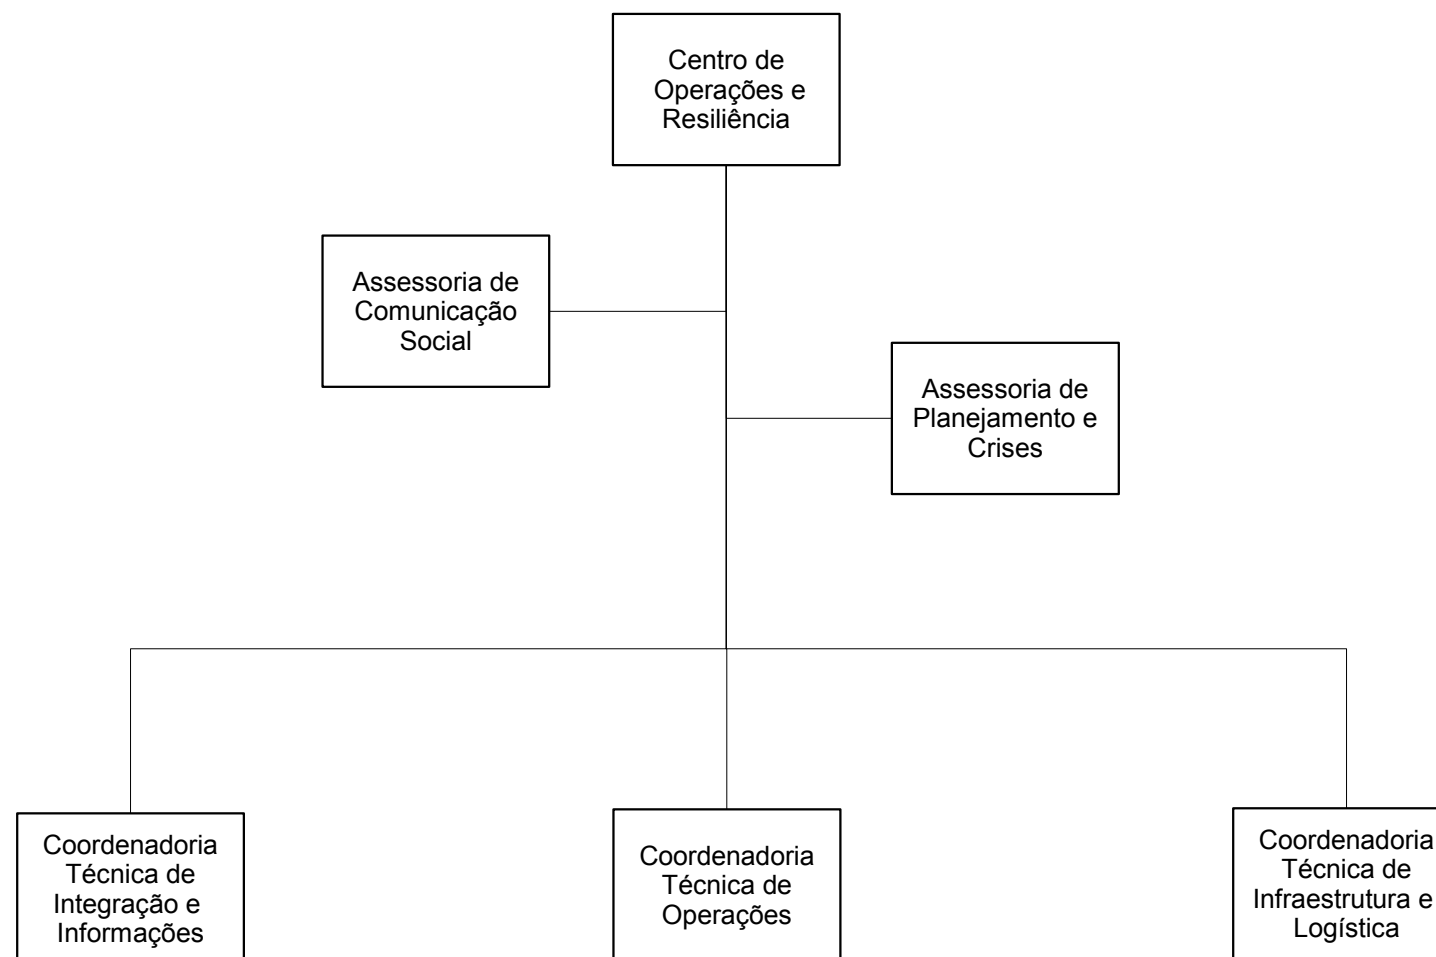 Centro de
Operações e
Resiliência
Assessoria de
Comunicação
Social
Assessoria de
Planejamento e
Crises
Coordenadoria
Técnica de
Integração e
Informações
Coordenadoria
Técnica de
Operações
Coordenadoria
Técnica de
Infraestrutura e
Logística